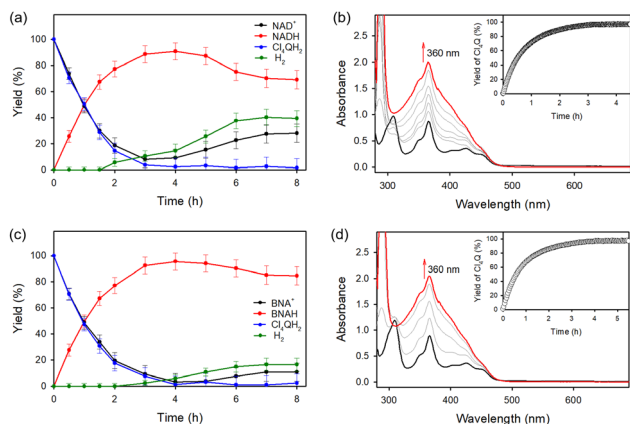 (a)
NAD⁺
NADH
Cl₄QH₂
H₂
Yield (%)
100
80
60
40
20
0
0 2 4 6 8
Time (h)
(b)
360 nm
Absorbance
2.5
2.0
1.5
1.0
0.5
0.0
300 400 500 600
Wavelength (nm)
Yield of Cl₄Q (%)
100
80
60
40
20
0
0 1 2 3 4 5
Time (h)
(c)
BNA⁺
BNAH
Cl₄QH₂
H₂
Yield (%)
100
80
60
40
20
0
0 2 4 6 8
Time (h)
(d)
360 nm
Absorbance
2.5
2.0
1.5
1.0
0.5
0.0
300 400 500 600
Wavelength (nm)
Yield of Cl₄Q (%)
100
80
60
40
20
0
0 1 2 3 4 5
Time (h)